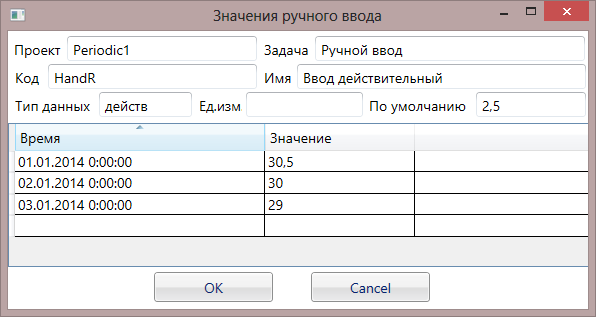 Значения ручного ввода
Проект Periodic1 Задача Ручной ввод
Код HandR Имя Ввод действительный
Тип данных действ Ед.изм По умолчанию 2,5
Время Значение
01.01.2014 0:00:00 30,5
02.01.2014 0:00:00 30
03.01.2014 0:00:00 29
OK Cancel